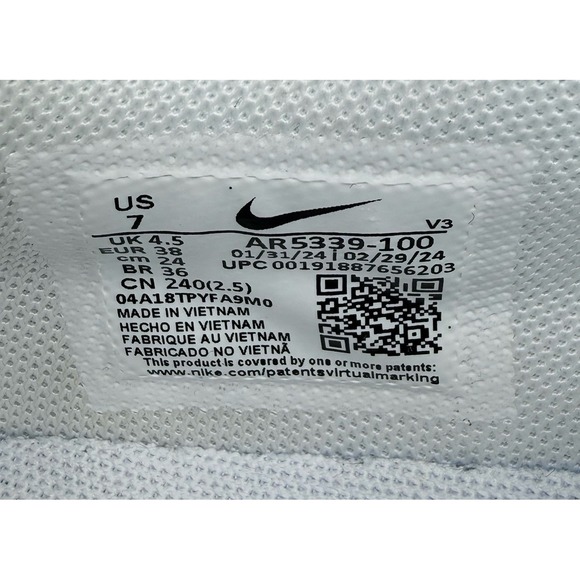 US
7
V3
UK 4.5
EUR 38
cm 24
BR 36
CN 240(2.5)
AR5339-100
01/31/24 | 02/29/24
UPC 00191887656203
04A18TPYFA9M0
MADE IN VIETNAM
HECHO EN VIETNAM
FABRIQUE AU VIETNAM
FABRICADO NO VIETNÃ
This product is covered by one or more patents:
www.nike.com/patentsvirtualmarking